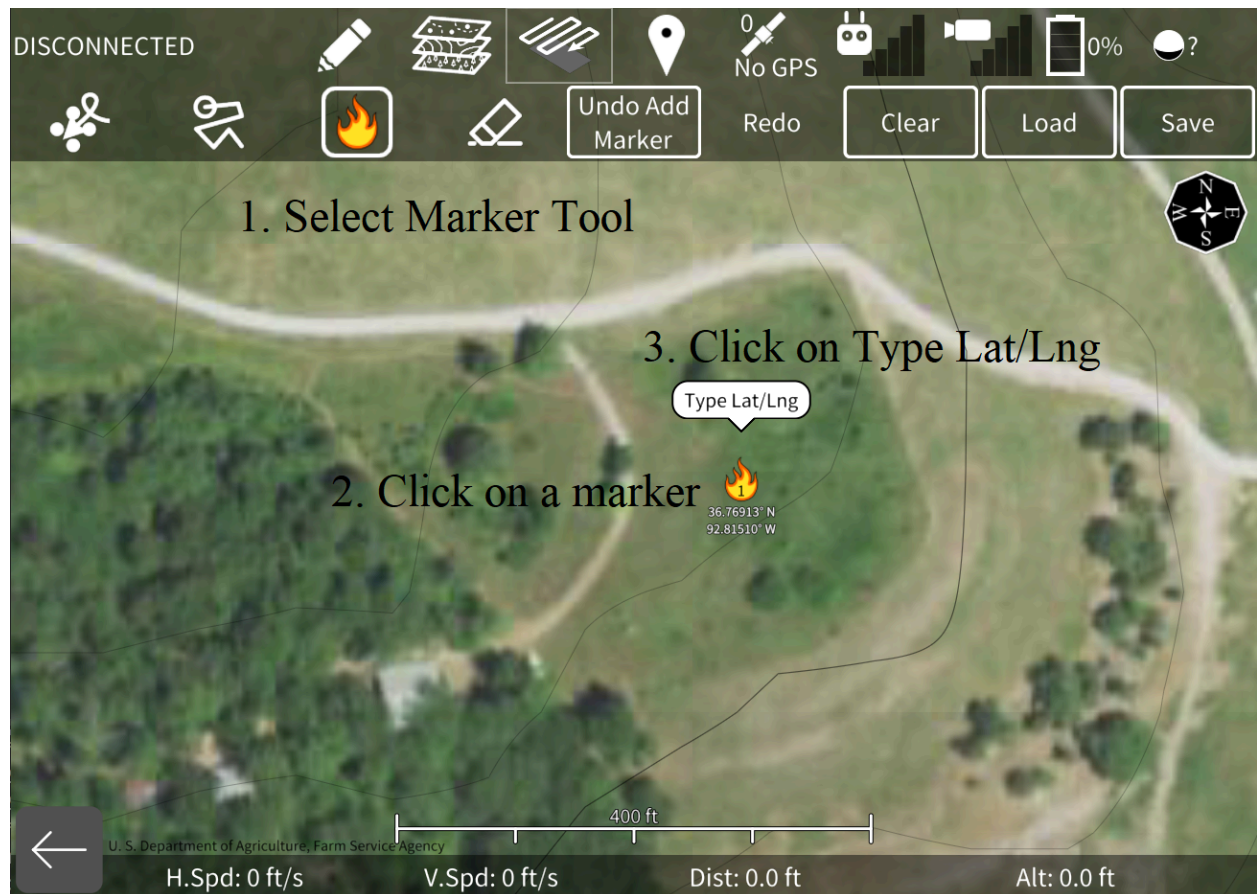 DISCONNECTED
0
No GPS
0%
?
Undo Add
Marker
Redo
Clear
Load
Save
1. Select Marker Tool
N
W
E
S
3. Click on Type Lat/Lng
Type Lat/Lng
2. Click on a marker
1
36.76913° N
92.81510° W
400 ft
U. S. Department of Agriculture, Farm Service Agency
H.Spd: 0 ft/s
V.Spd: 0 ft/s
Dist: 0.0 ft
Alt: 0.0 ft